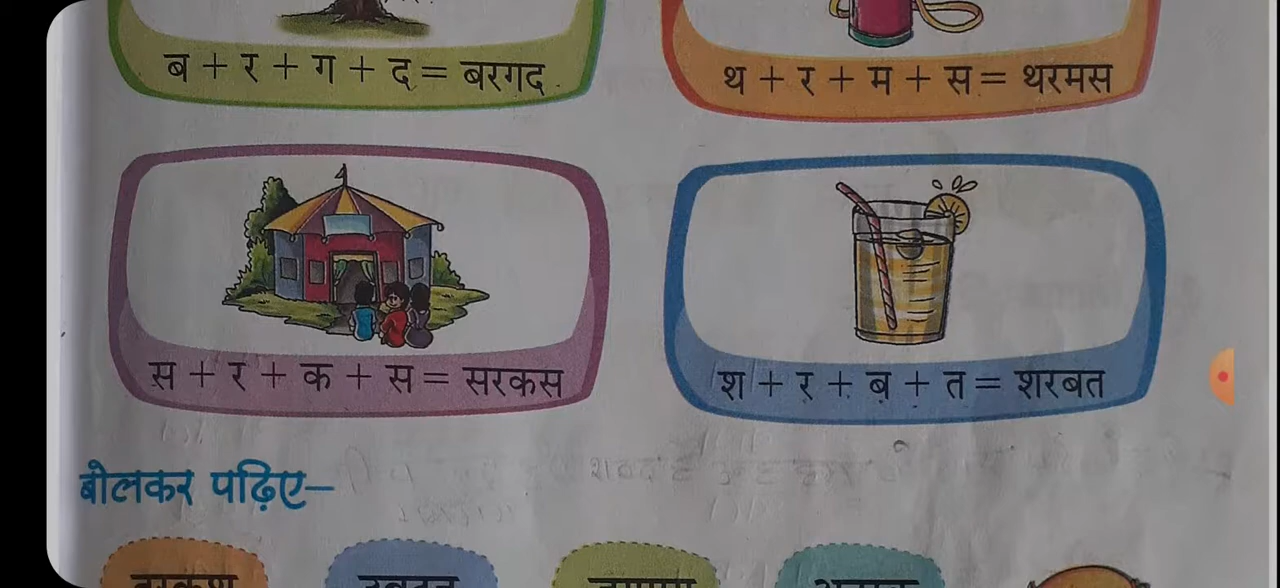 ब + र + ग + द = बरगद
थ + र + म + स = थरमस
स + र + क + स = सरकस
श + र + ब + त = शरबत
बोलकर पढ़िए–